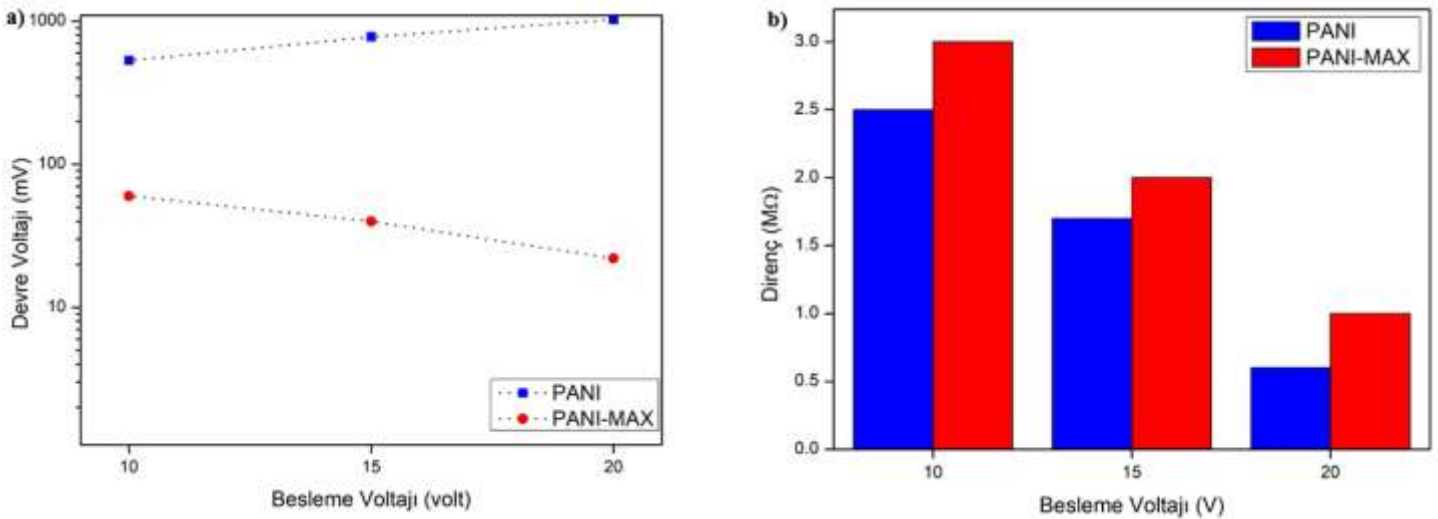 a)
1000
100
10
Devre Voltajı (mV)
PANI
PANI-MAX
10 15 20
Besleme Voltajı (volt)
b)
PANI
PANI-MAX
3.0
2.5
2.0
1.5
1.0
0.5
0.0
Direnç (MΩ)
10 15 20
Besleme Voltajı (V)